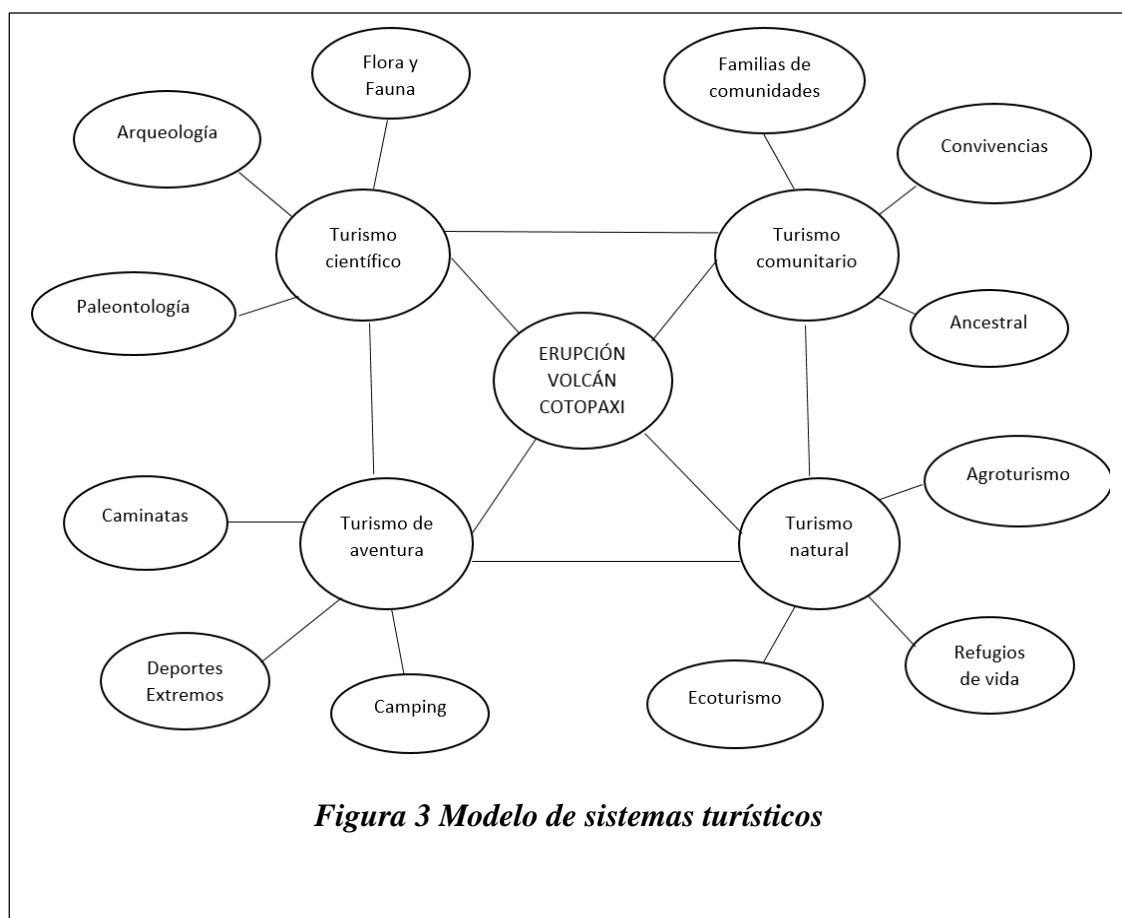 Flora y
Fauna
Familias de
comunidades
Arqueología
Convivencias
Turismo
científico
Turismo
comunitario
Paleontología
Ancestral
ERUPCIÓN
VOLCÁN
COTOPAXI
Agroturismo
Caminatas
Turismo de
aventura
Turismo
natural
Deportes
Extremos
Refugios
de vida
Camping
Ecoturismo
Figura 3 Modelo de sistemas turísticos